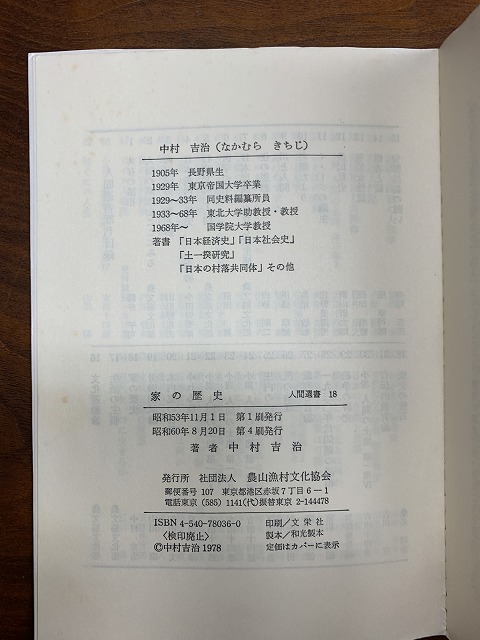 中村 吉治（なかむら きちじ）
1905年 長野県生
1929年 東京帝国大学卒業
1929〜33年 同史料編纂所員
1933〜68年 東北大学助教授・教授
1968年〜 国学院大学教授
著書 「日本経済史」「日本社会史」
「土一揆研究」
「日本の村落共同体」その他
家の歴史 人間選書 18
昭和53年11月1日 第1刷発行
昭和60年8月20日 第4刷発行
著者 中村吉治
発行所 社団法人 農山漁村文化協会
郵便番号 107 東京都港区赤坂7丁目6－1
電話東京（585）1141（代）振替東京 2-144478
ISBN 4-540-78036-0 印刷／文栄社
〈検印廃止〉 製本／和光製本
©中村吉治 1978 定価はカバーに表示